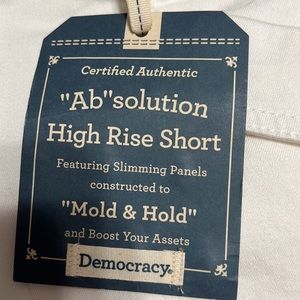 Certified Authentic
"Ab"solution
High Rise Short
Featuring Slimming Panels
constructed to
"Mold & Hold"
and Boost Your Assets
Democracy®